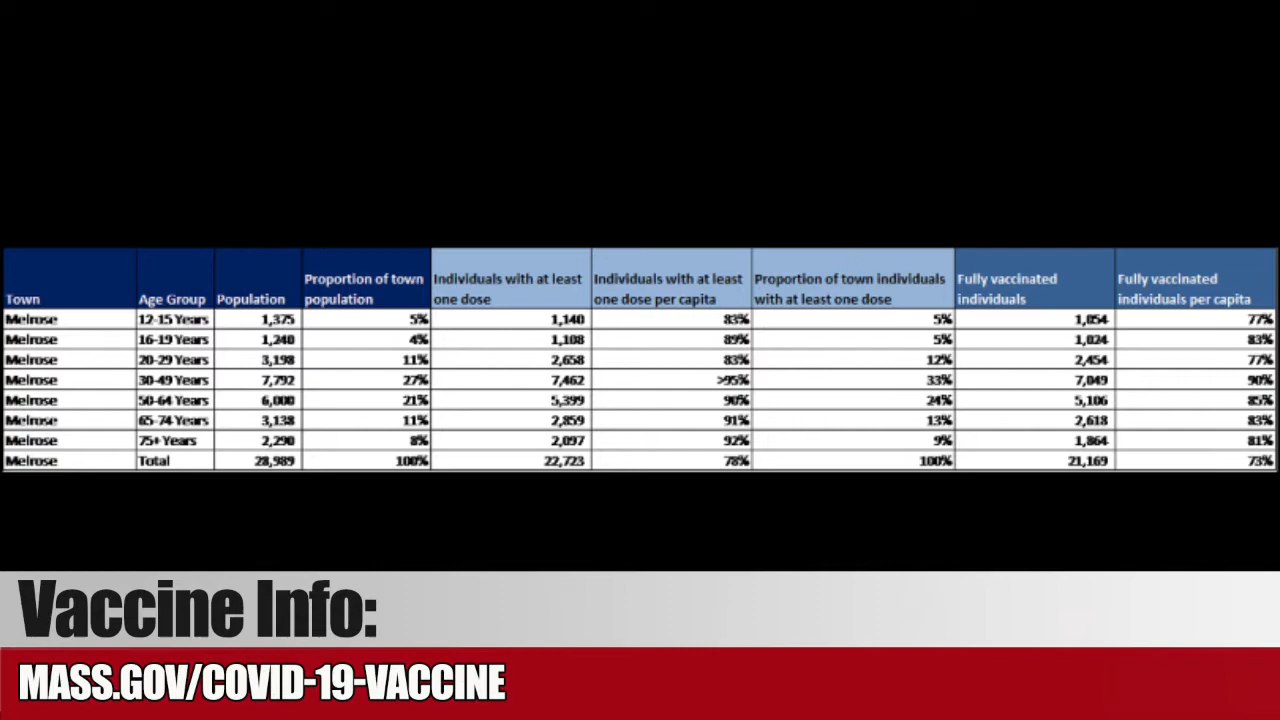 Town Age Group Population Proportion of town population Individuals with at least one dose Individuals with at least one dose per capita Proportion of town individuals with at least one dose Fully vaccinated individuals Fully vaccinated individuals per capita
Melrose 12-15 Years 1,375 5% 1,140 83% 5% 1,054 77%
Melrose 16-19 Years 1,240 4% 1,108 89% 5% 1,024 83%
Melrose 20-29 Years 3,198 11% 2,658 83% 12% 2,454 77%
Melrose 30-49 Years 7,792 27% 7,462 >95% 33% 7,049 90%
Melrose 50-64 Years 6,000 21% 5,399 90% 24% 5,106 85%
Melrose 65-74 Years 3,138 11% 2,859 91% 13% 2,618 83%
Melrose 75+ Years 2,290 8% 2,097 92% 9% 1,864 81%
Melrose Total 28,989 100% 22,723 78% 100% 21,169 73%
Vaccine Info:
MASS.GOV/COVID-19-VACCINE